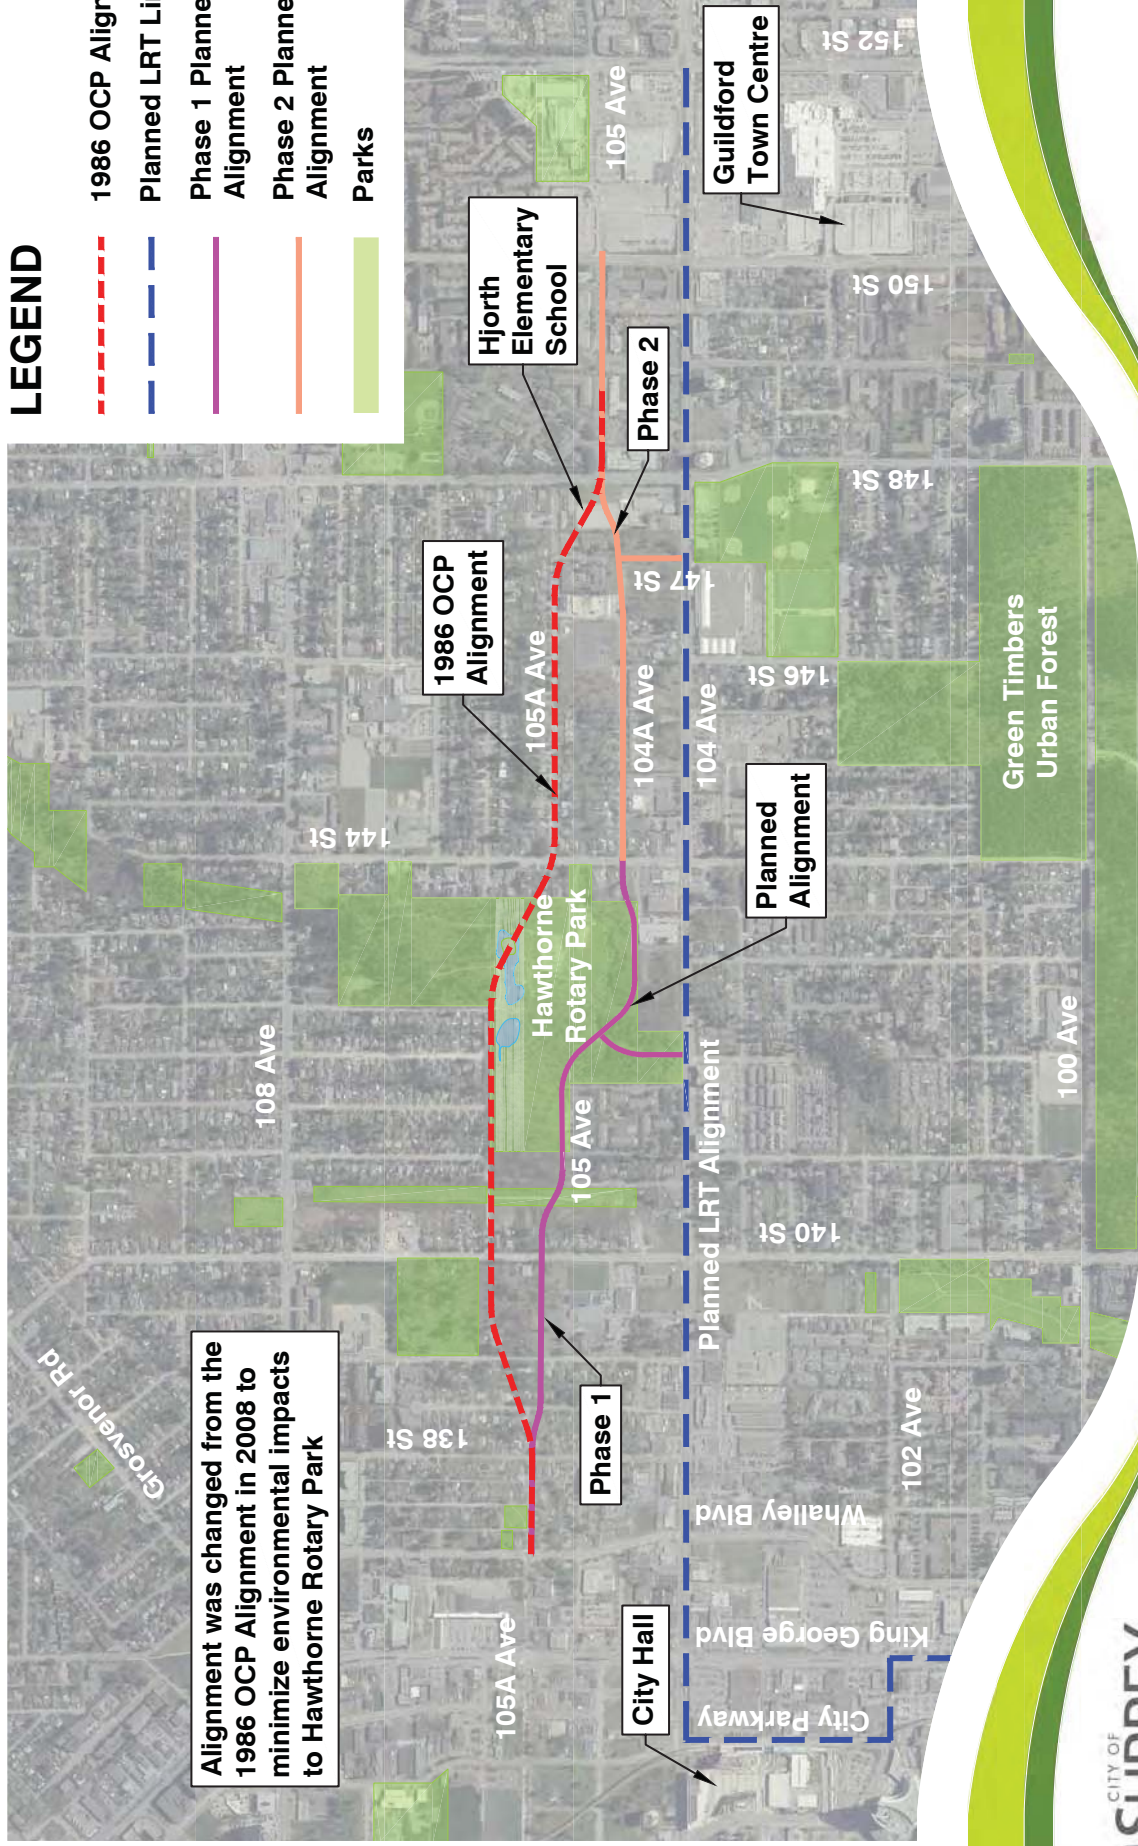 LEGEND
1986 OCP Align
Planned LRT Li
Phase 1 Planne
Alignment
Phase 2 Planne
Alignment
Parks
Alignment was changed from the
1986 OCP Alignment in 2008 to
minimize environmental impacts
to Hawthorne Rotary Park
Grosvenor Rd
108 Ave
144 St
138 St
105A Ave
105A Ave
1986 OCP
Alignment
Hjorth
Elementary
School
105 Ave
Hawthorne
Rotary Park
105 Ave
Phase 1
Phase 2
147 St
104A Ave
104 Ave
Planned LRT Alignment
Planned
Alignment
City Hall
City Parkway
King George Blvd
Whalley Blvd
140 St
146 St
148 St
150 St
152 St
Guildford
Town Centre
102 Ave
100 Ave
Green Timbers
Urban Forest
CITY OF
SURREY